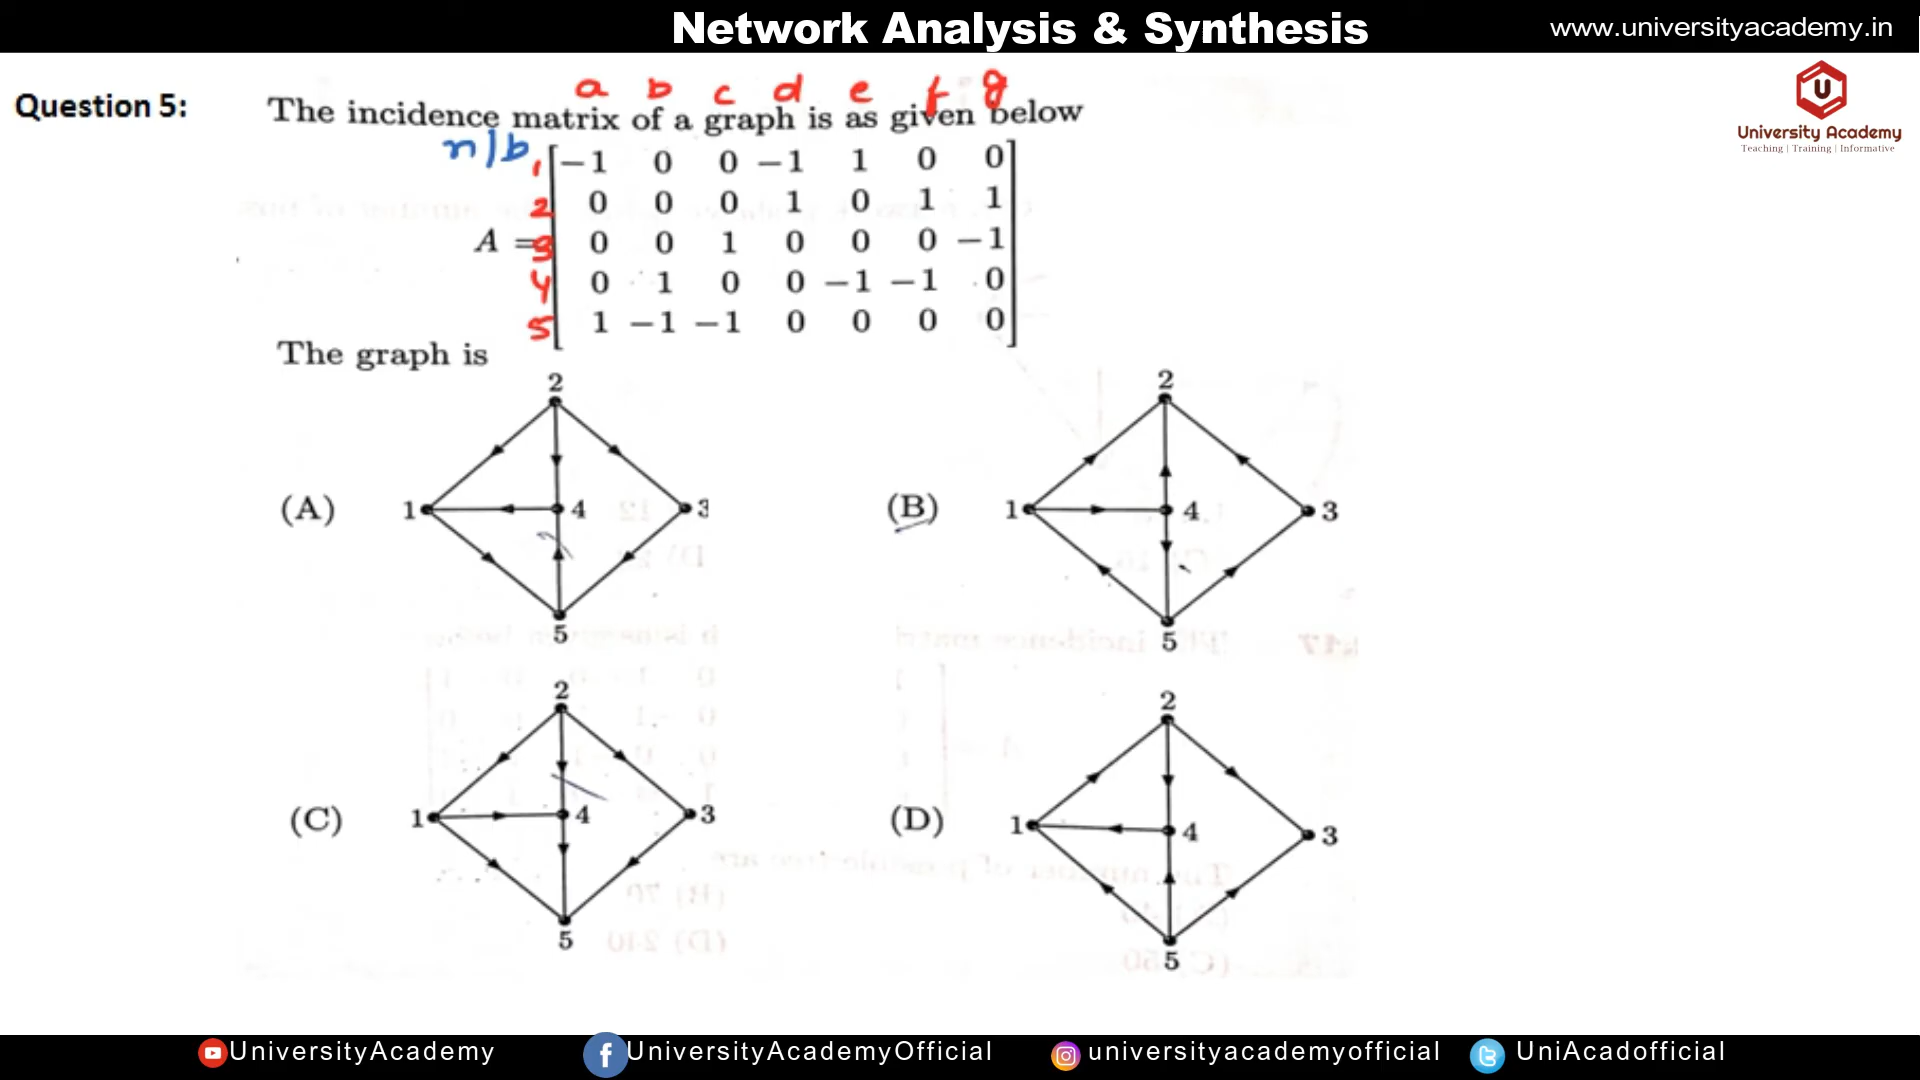 Network Analysis & Synthesis
www.universityacademy.in
Question 5:
a b c d e f g
The incidence matrix of a graph is as given below
n/b
1 -1 0 0 -1 1 0 0
2 0 0 0 1 0 1 1
A = 3 0 0 1 0 0 0 -1
4 0 1 0 0 -1 -1 0
5 1 -1 -1 0 0 0 0
The graph is
University Academy
Teaching | Training | Informative
(A) 2 1 4 3 5
(B) 2 1 4 3 5
(C) 2 1 4 3 5
(D) 2 1 4 3 5
UniversityAcademy
UniversityAcademyOfficial
universityacademyofficial
UniAcadofficial